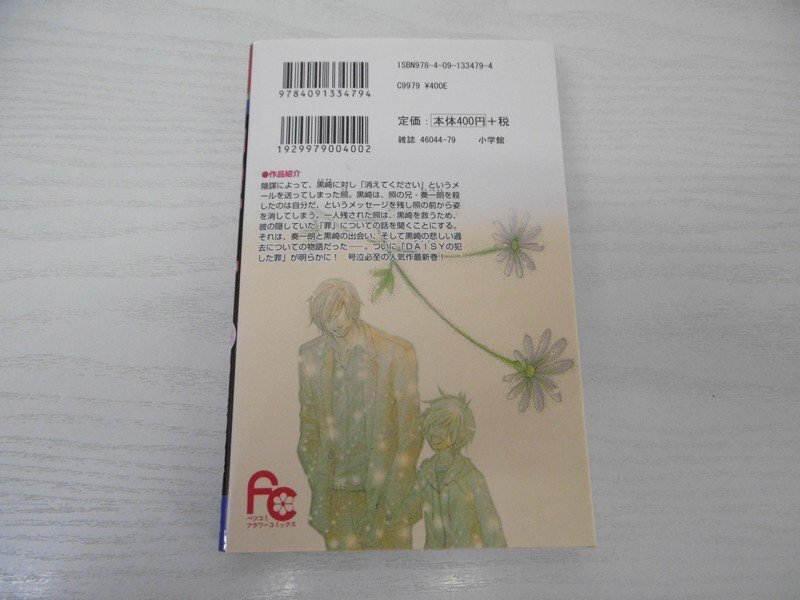 ISBN978-4-09-133479-4
C9979 ¥400E
9784091334794
定価：本体400円＋税
雑誌 46044-79 小学館
1929979004002
●作品紹介
陰謀によって、黒崎に対し「消えてください」というメ
ールを送ってしまった照。黒崎は、照の兄・奏一朗を殺
したのは自分だ、というメッセージを残し照の前から姿
を消してしまう。一人残された照は、黒崎を救うため、
彼の隠していた「罪」についての話を聞くことにする。
それは、奏一朗と黒崎の出会い、そして黒崎の悲しい過
去についての物語だった――。ついに「DAISYの犯
した罪」が明らかに！ 号泣必至の人気作最新巻！
FC
ベツコミ
フラワーコミックス